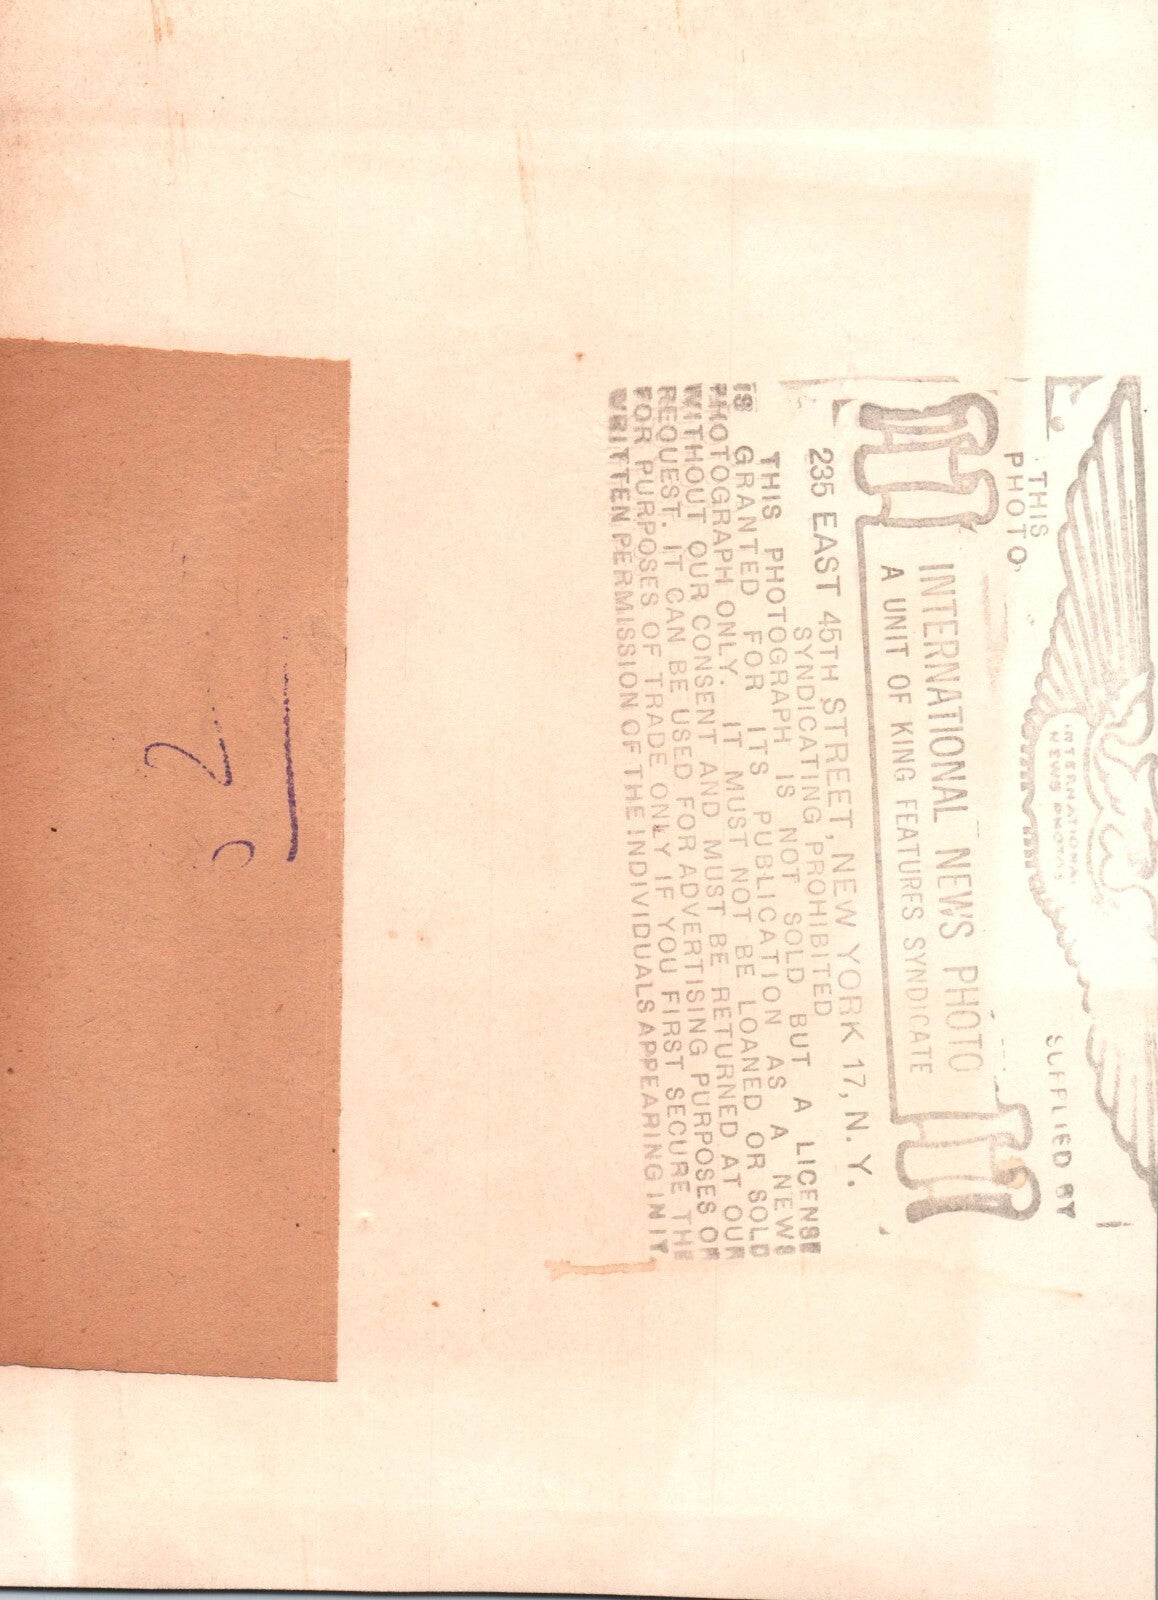 INTERNATIONAL
NEWS PHOTOS
THIS
PHOTO
SUPPLIED BY
INTERNATIONAL NEWS PHOTO
A UNIT OF KING FEATURES SYNDICATE
235 EAST 45TH STREET, NEW YORK 17, N. Y.
SYNDICATING PROHIBITED
THIS PHOTOGRAPH IS NOT SOLD BUT A LICENSE
IS GRANTED FOR ITS PUBLICATION AS A NEWS
PHOTOGRAPH ONLY. IT MUST NOT BE LOANED OR SOLD
WITHOUT OUR CONSENT AND MUST BE RETURNED AT OUR
REQUEST. IT CAN BE USED FOR ADVERTISING PURPOSES OR
FOR PURPOSES OF TRADE ONLY IF YOU FIRST SECURE THE
WRITTEN PERMISSION OF THE INDIVIDUALS APPEARING IN IT.